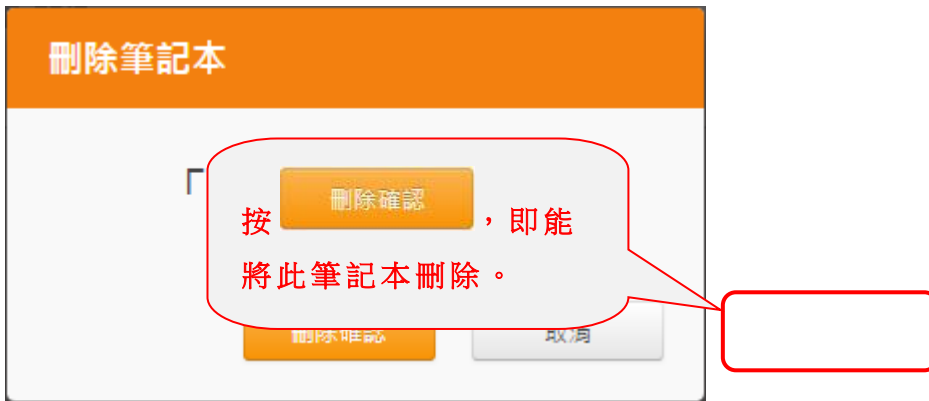 刪除筆記本
「
按 刪除確認 ，即能
將此筆記本刪除。
刪除確認 取消